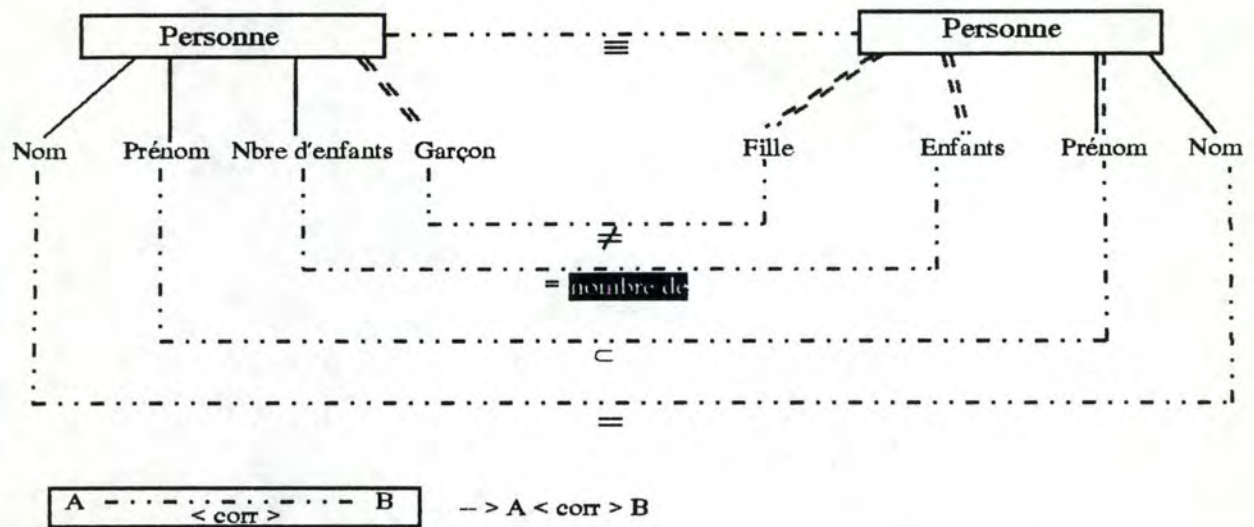 Personne Personne
≡
Nom Prénom Nbre d'enfants Garçon Fille Enfants Prénom Nom
≠
= nombre de
⊂
=
A B --> A < corr > B
< corr >